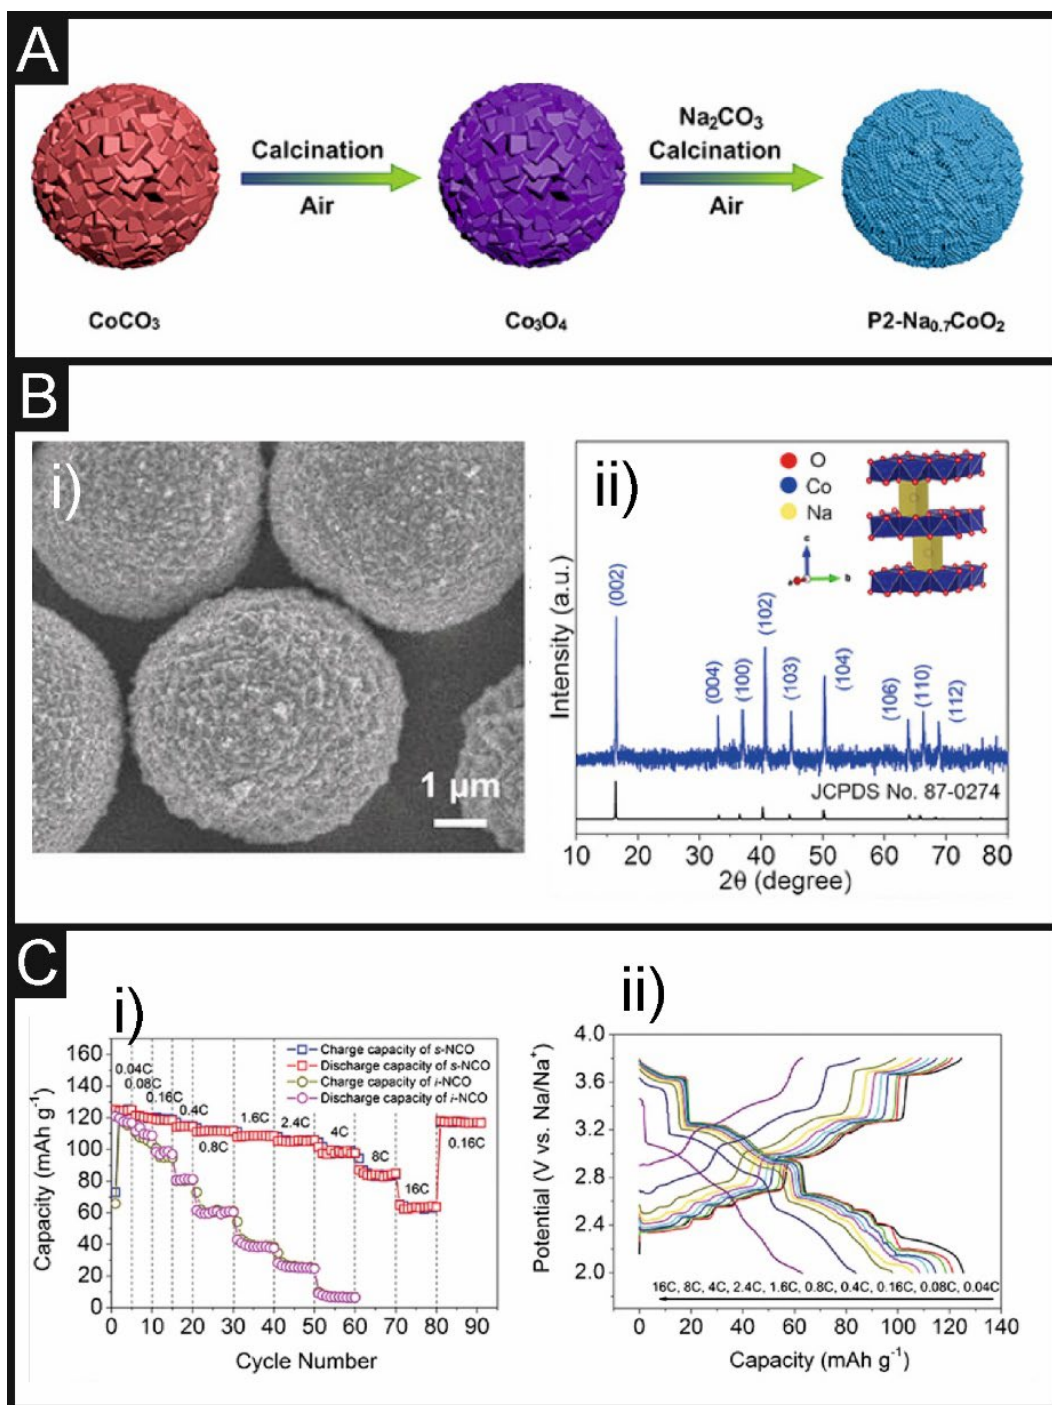 A
Calcination
Air
Na₂CO₃
Calcination
Air
CoCO₃
Co₃O₄
P2-Na₀.₇CoO₂
B
i)
1 μm
ii)
O
Co
Na
c
a
b
(002)
(004)
(100)
(102)
(103)
(104)
(106)
(110)
(112)
JCPDS No. 87-0274
Intensity (a.u.)
10 20 30 40 50 60 70 80
2θ (degree)
C
i)
Charge capacity of s-NCO
Discharge capacity of s-NCO
Charge capacity of i-NCO
Discharge capacity of i-NCO
0.04C
0.08C
0.16C
0.4C
0.8C
1.6C
2.4C
4C
8C
16C
0.16C
160
140
120
100
80
60
40
20
0
Capacity (mAh g⁻¹)
0 10 20 30 40 50 60 70 80 90
Cycle Number
ii)
4.0
3.6
3.2
2.8
2.4
2.0
Potential (V vs. Na/Na⁺)
16C, 8C, 4C, 2.4C, 1.6C, 0.8C, 0.4C, 0.16C, 0.08C, 0.04C
0 20 40 60 80 100 120 140
Capacity (mAh g⁻¹)